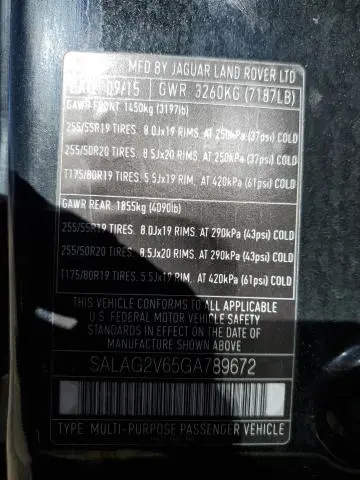 MFD BY JAGUAR LAND ROVER LTD
09/15 GWR 3260KG (7187LB)
GAWR FRONT 1450kg (3197lb)
255/55R19 TIRES. 8.0Jx19 RIMS. AT 250kPa (37psi) COLD
255/50R20 TIRES. 8.5Jx20 RIMS. AT 250kPa (37psi) COLD
T175/80R19 TIRES. 5.5Jx19 RIM, AT 420kPa (61psi) COLD
GAWR REAR: 1855kg (4090lb)
255/55R19 TIRES. 8.0Jx19 RIMS. AT 290kPa (43psi) COLD
255/50R20 TIRES. 8.5Jx20 RIMS. AT 290kPa (43psi) COLD
T175/80R19 TIRES. 5.5Jx19 RIM, AT 420kPa (61psi) COLD
THIS VEHICLE CONFORMS TO ALL APPLICABLE
U.S. FEDERAL MOTOR VEHICLE SAFETY
STANDARDS IN EFFECT ON THE DATE OF
MANUFACTURE SHOWN ABOVE.
SALAG2V65GA789672
TYPE: MULTI-PURPOSE PASSENGER VEHICLE